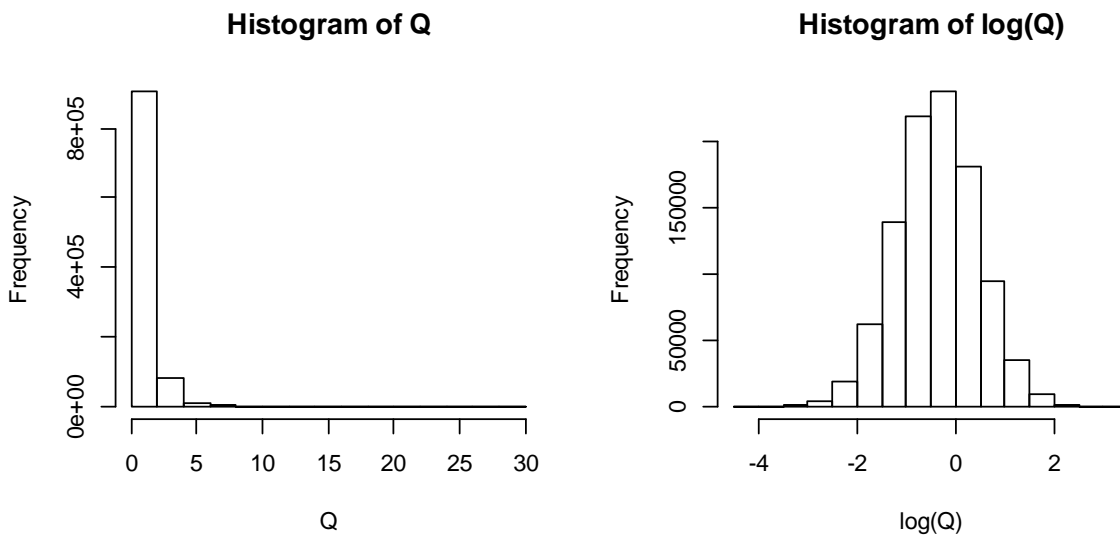 Histogram of Q
Frequency
0e+00 4e+05 8e+05
0 5 10 15 20 25 30
Q
Histogram of log(Q)
Frequency
0 50000 150000
-4 -2 0 2
log(Q)